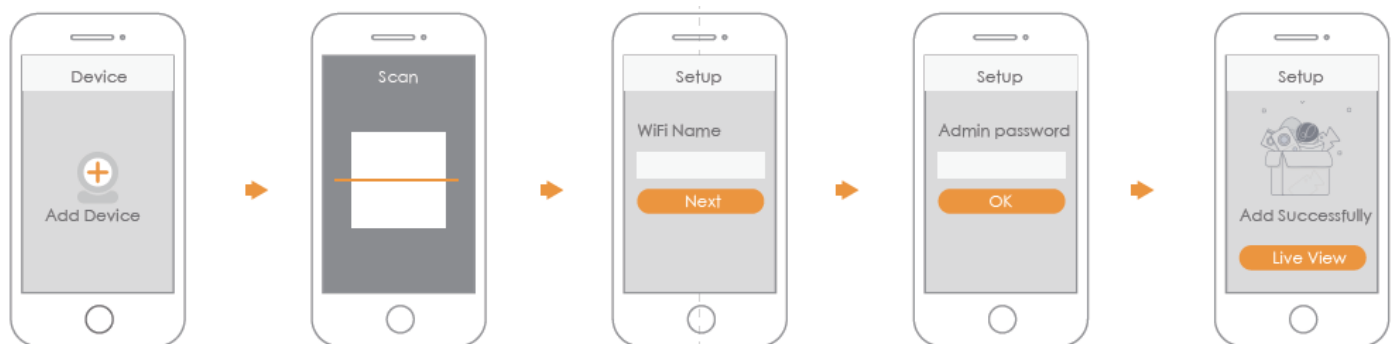 Device
Add Device
Scan
Setup
WiFi Name
Next
Setup
Admin password
OK
Setup
Add Successfully
Live View